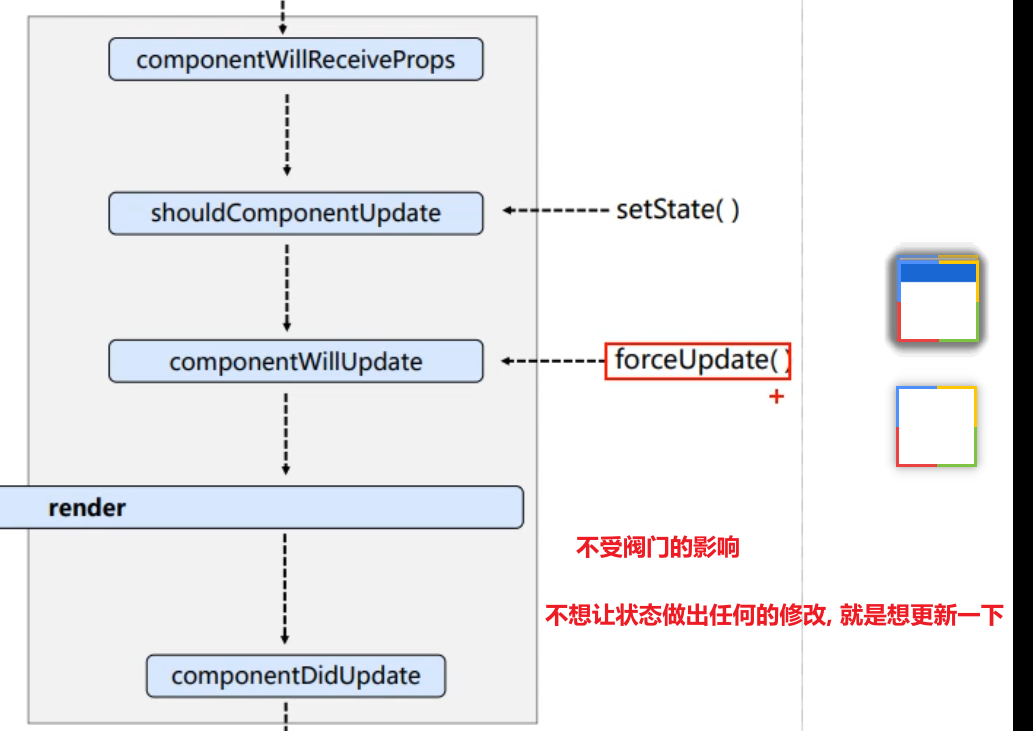 componentWillReceiveProps
shouldComponentUpdate
setState( )
componentWillUpdate
forceUpdate( )
render
不受阀门的影响
不想让状态做出任何的修改, 就是想更新一下
componentDidUpdate